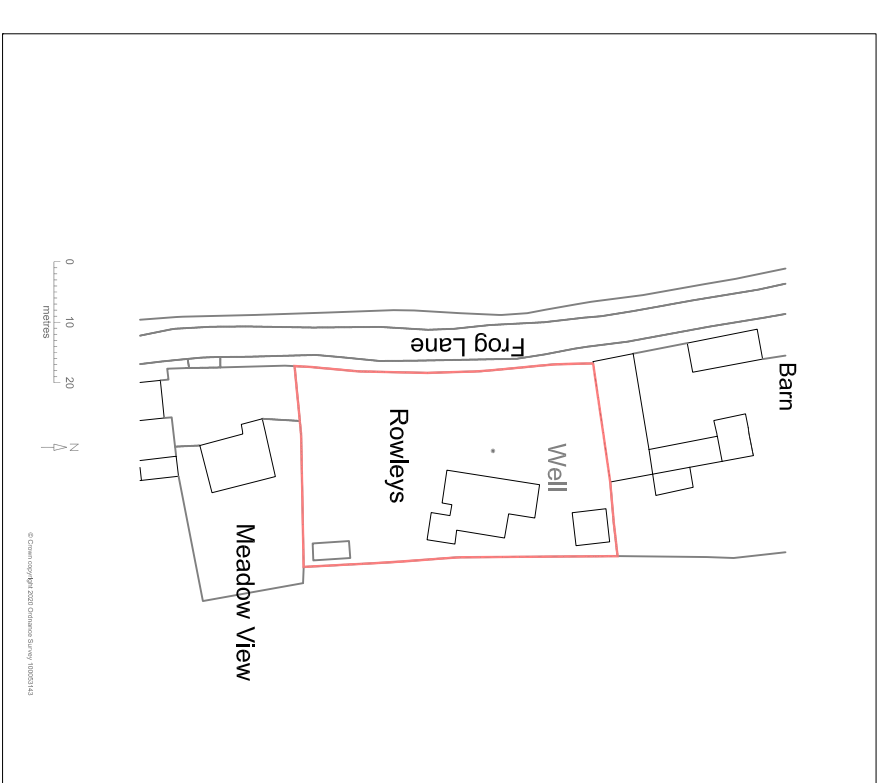 Frog Lane
Barn
Well
Rowleys
Meadow View
0
10
20
metres
N
© Crown copyright 2020 Ordnance Survey 100053143